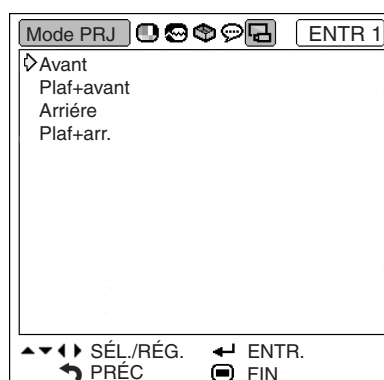 Mode PRJ ENTR 1
Avant
Plaf+avant
Arriére
Plaf+arr.
SÉL./RÉG. ENTR.
PRÉC FIN